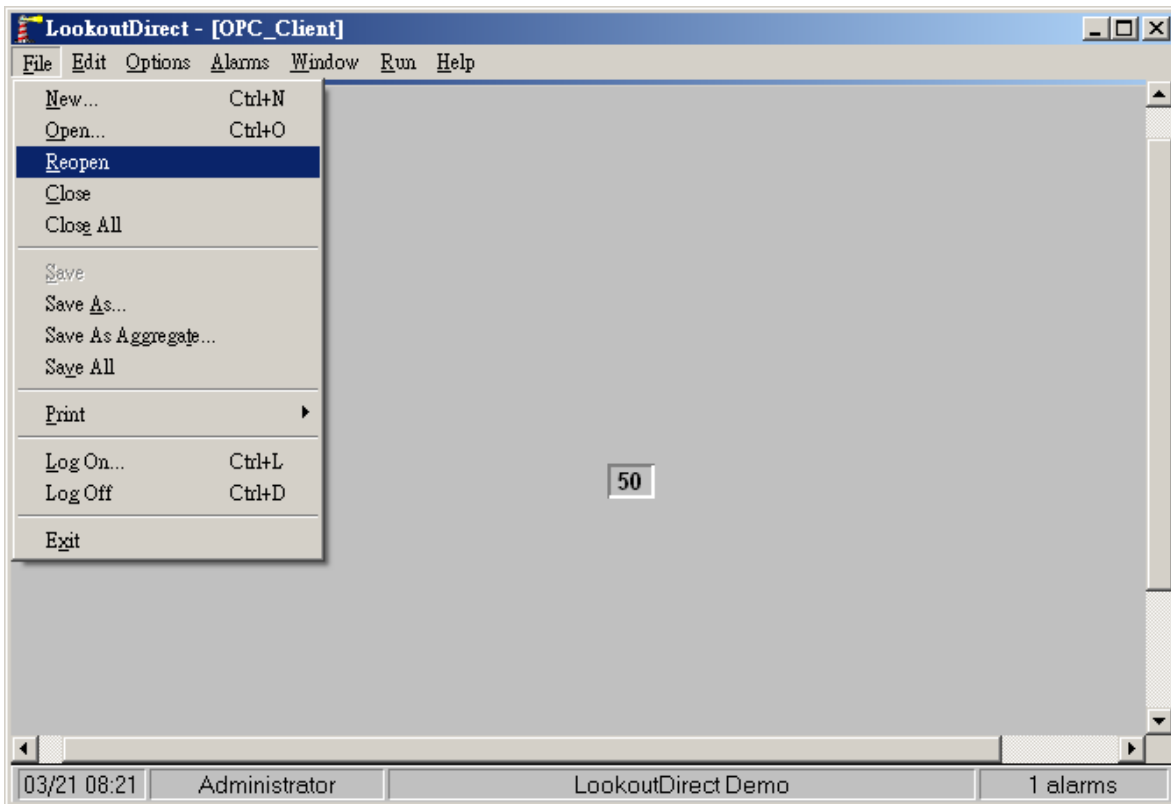 LookoutDirect - [OPC_Client]
File Edit Options Alarms Window Run Help
New... Ctrl+N
Open... Ctrl+O
Reopen
Close
Close All
Save
Save As...
Save As Aggregate...
Save All
Print
Log On... Ctrl+L
Log Off Ctrl+D
Exit
50
03/21 08:21 Administrator LookoutDirect Demo 1 alarms